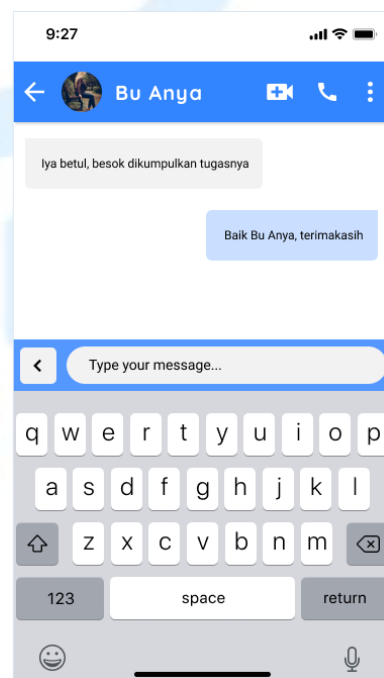 9:27
Bu Anya
Iya betul, besok dikumpulkan tugasnya
Baik Bu Anya, terimakasih
Type your message...
q w e r t y u i o p
a s d f g h j k l
z x c v b n m
123 space return